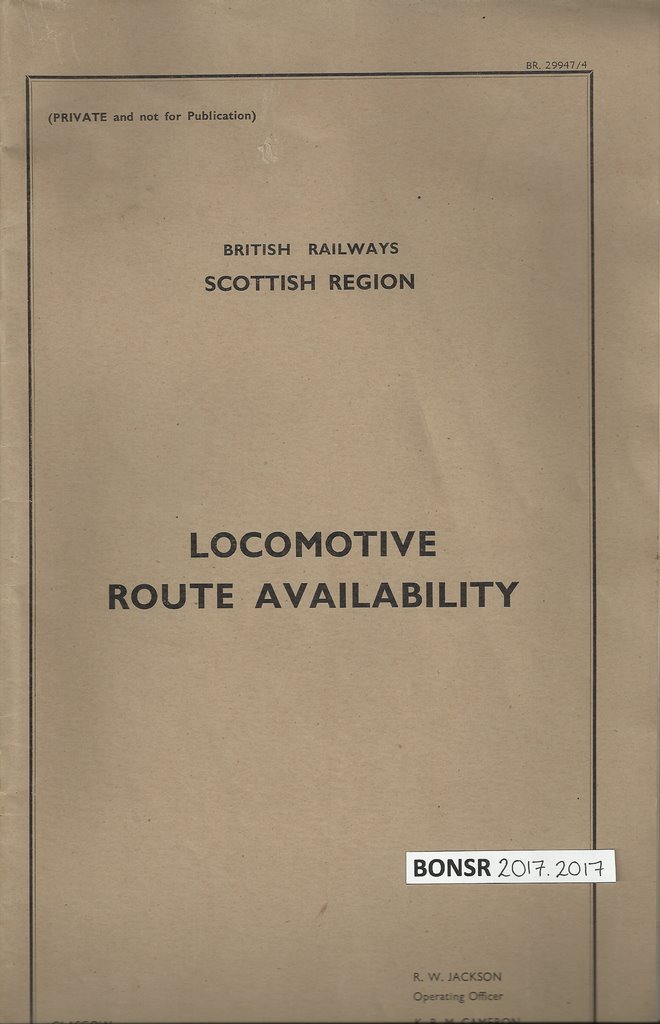 BR. 29947/4
(PRIVATE and not for Publication)
BRITISH RAILWAYS
SCOTTISH REGION
LOCOMOTIVE
ROUTE AVAILABILITY
BONSR 2017.2017
R. W. JACKSON
Operating Officer